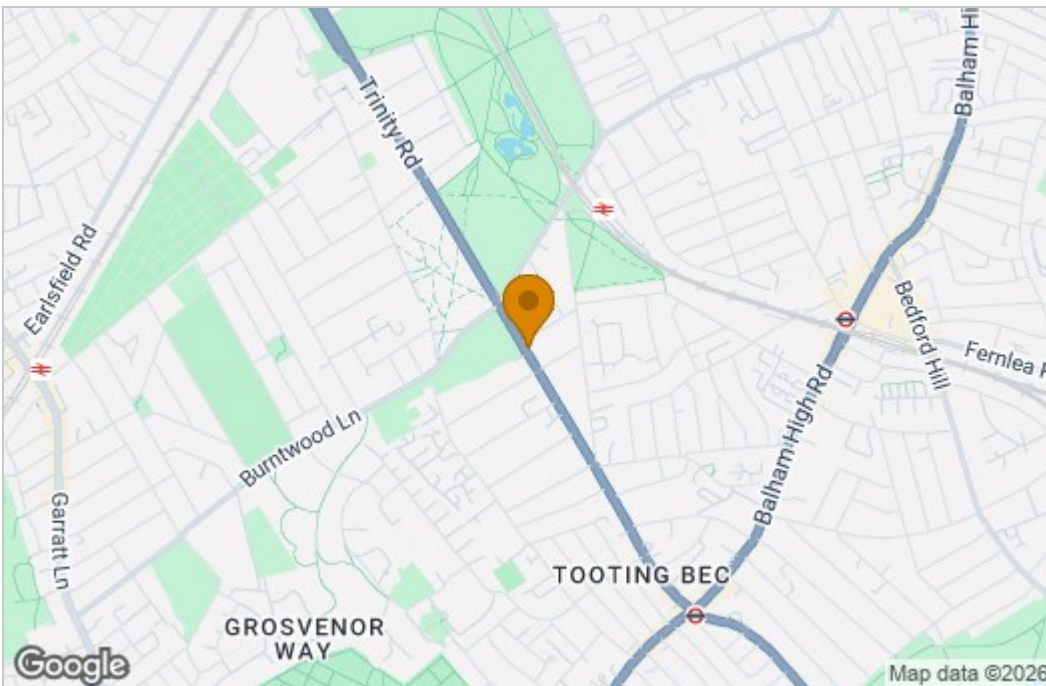 Trinity Rd
Balham Hi
Earlsfield Rd
Bedford Hill
Fernlea
Burntwood Ln
Balham High Rd
Garratt Ln
TOOTING BEC
GROSVENOR
WAY
Google
Map data ©2026